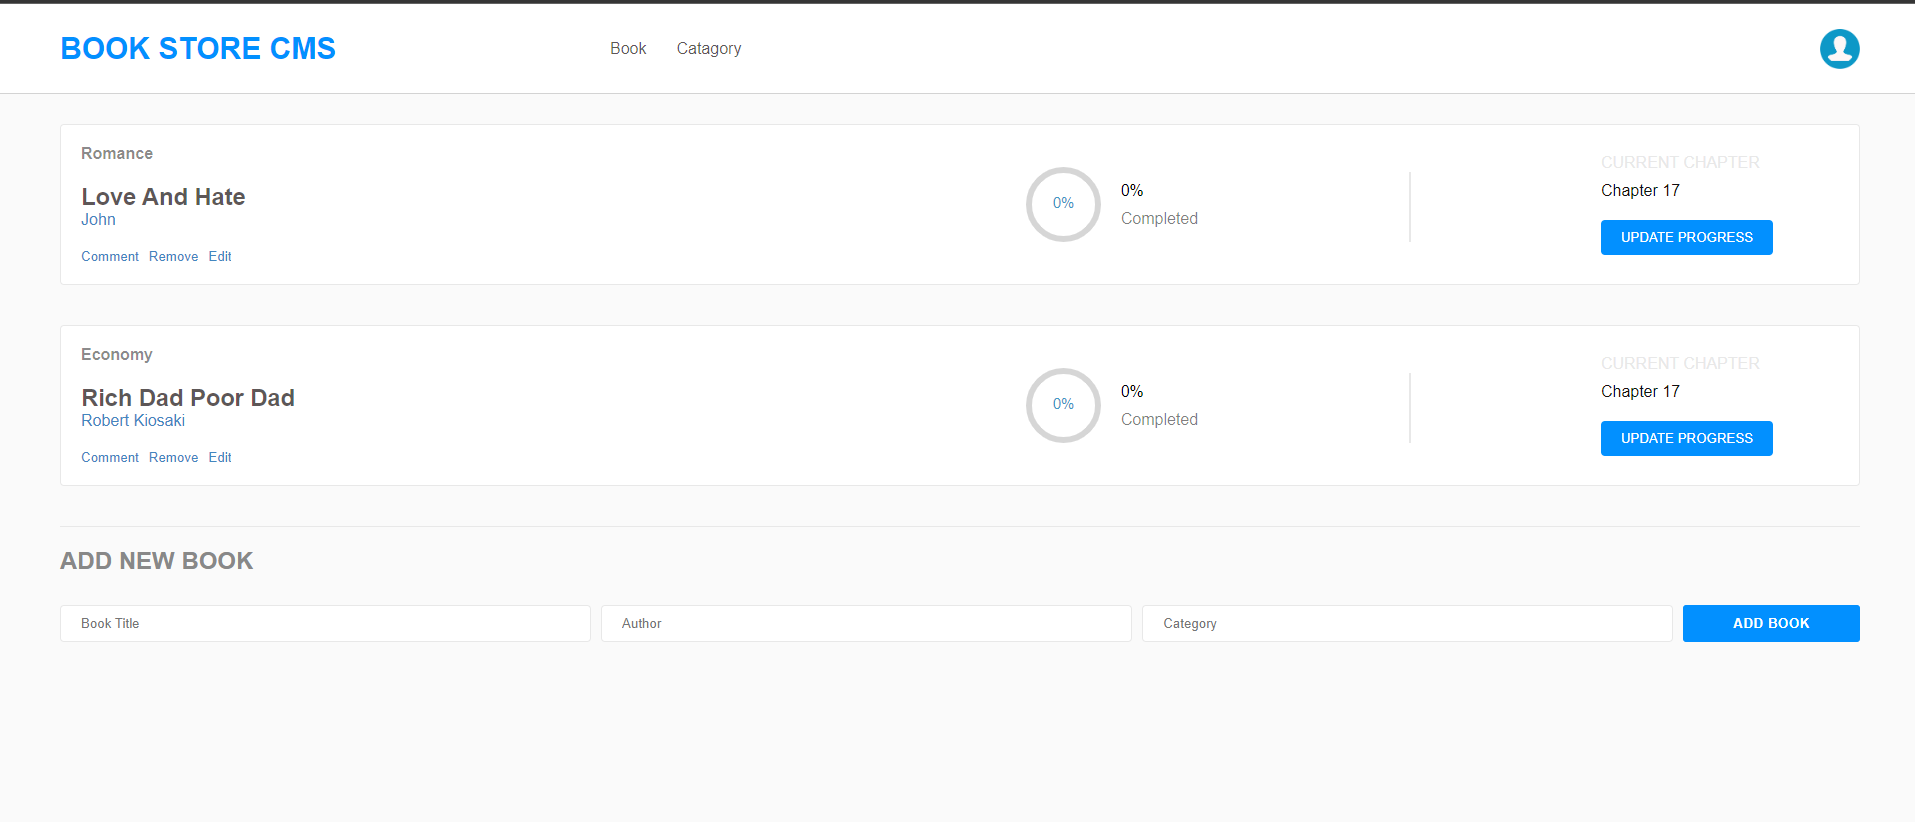 BOOK STORE CMS
Book Catagory
Romance
Love And Hate
John
Comment Remove Edit
0%
0%
Completed
CURRENT CHAPTER
Chapter 17
UPDATE PROGRESS
Economy
Rich Dad Poor Dad
Robert Kiosaki
Comment Remove Edit
0%
0%
Completed
CURRENT CHAPTER
Chapter 17
UPDATE PROGRESS
ADD NEW BOOK
Book Title
Author
Category
ADD BOOK